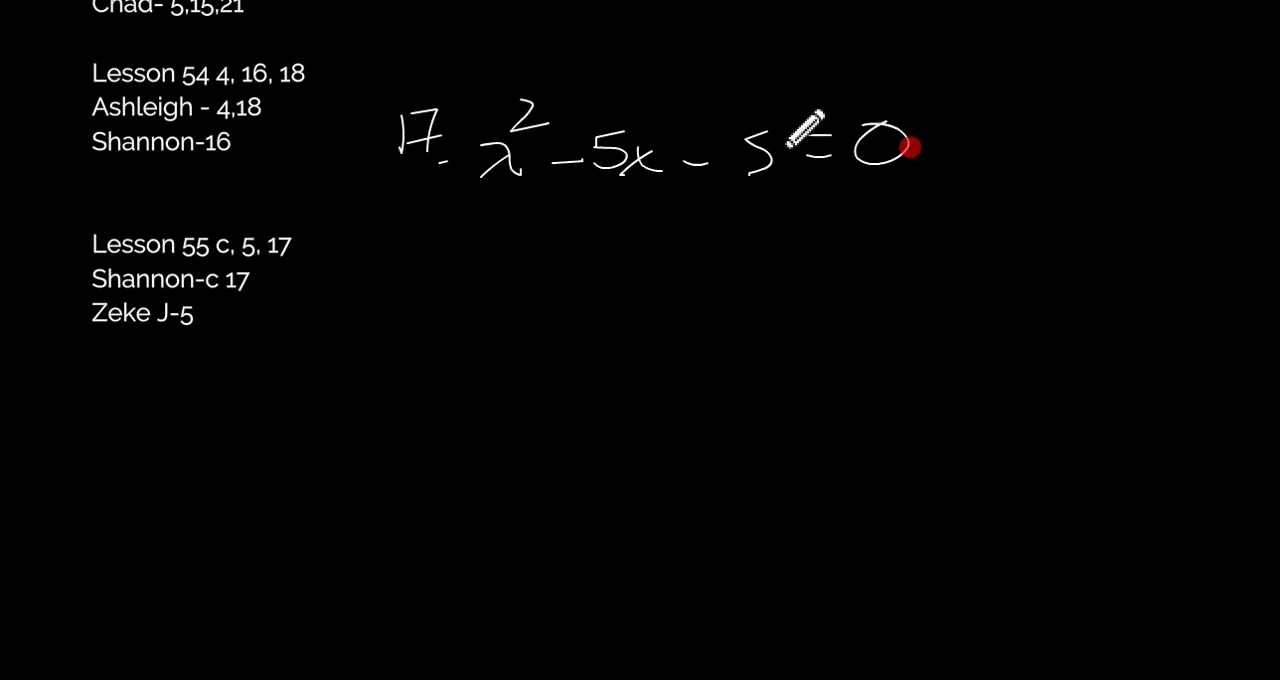 Chad- 5,15,21
Lesson 54 4, 16, 18
Ashleigh - 4,18
Shannon-16
17. x² - 5x - 5 = 0
Lesson 55 c, 5, 17
Shannon-c 17
Zeke J-5